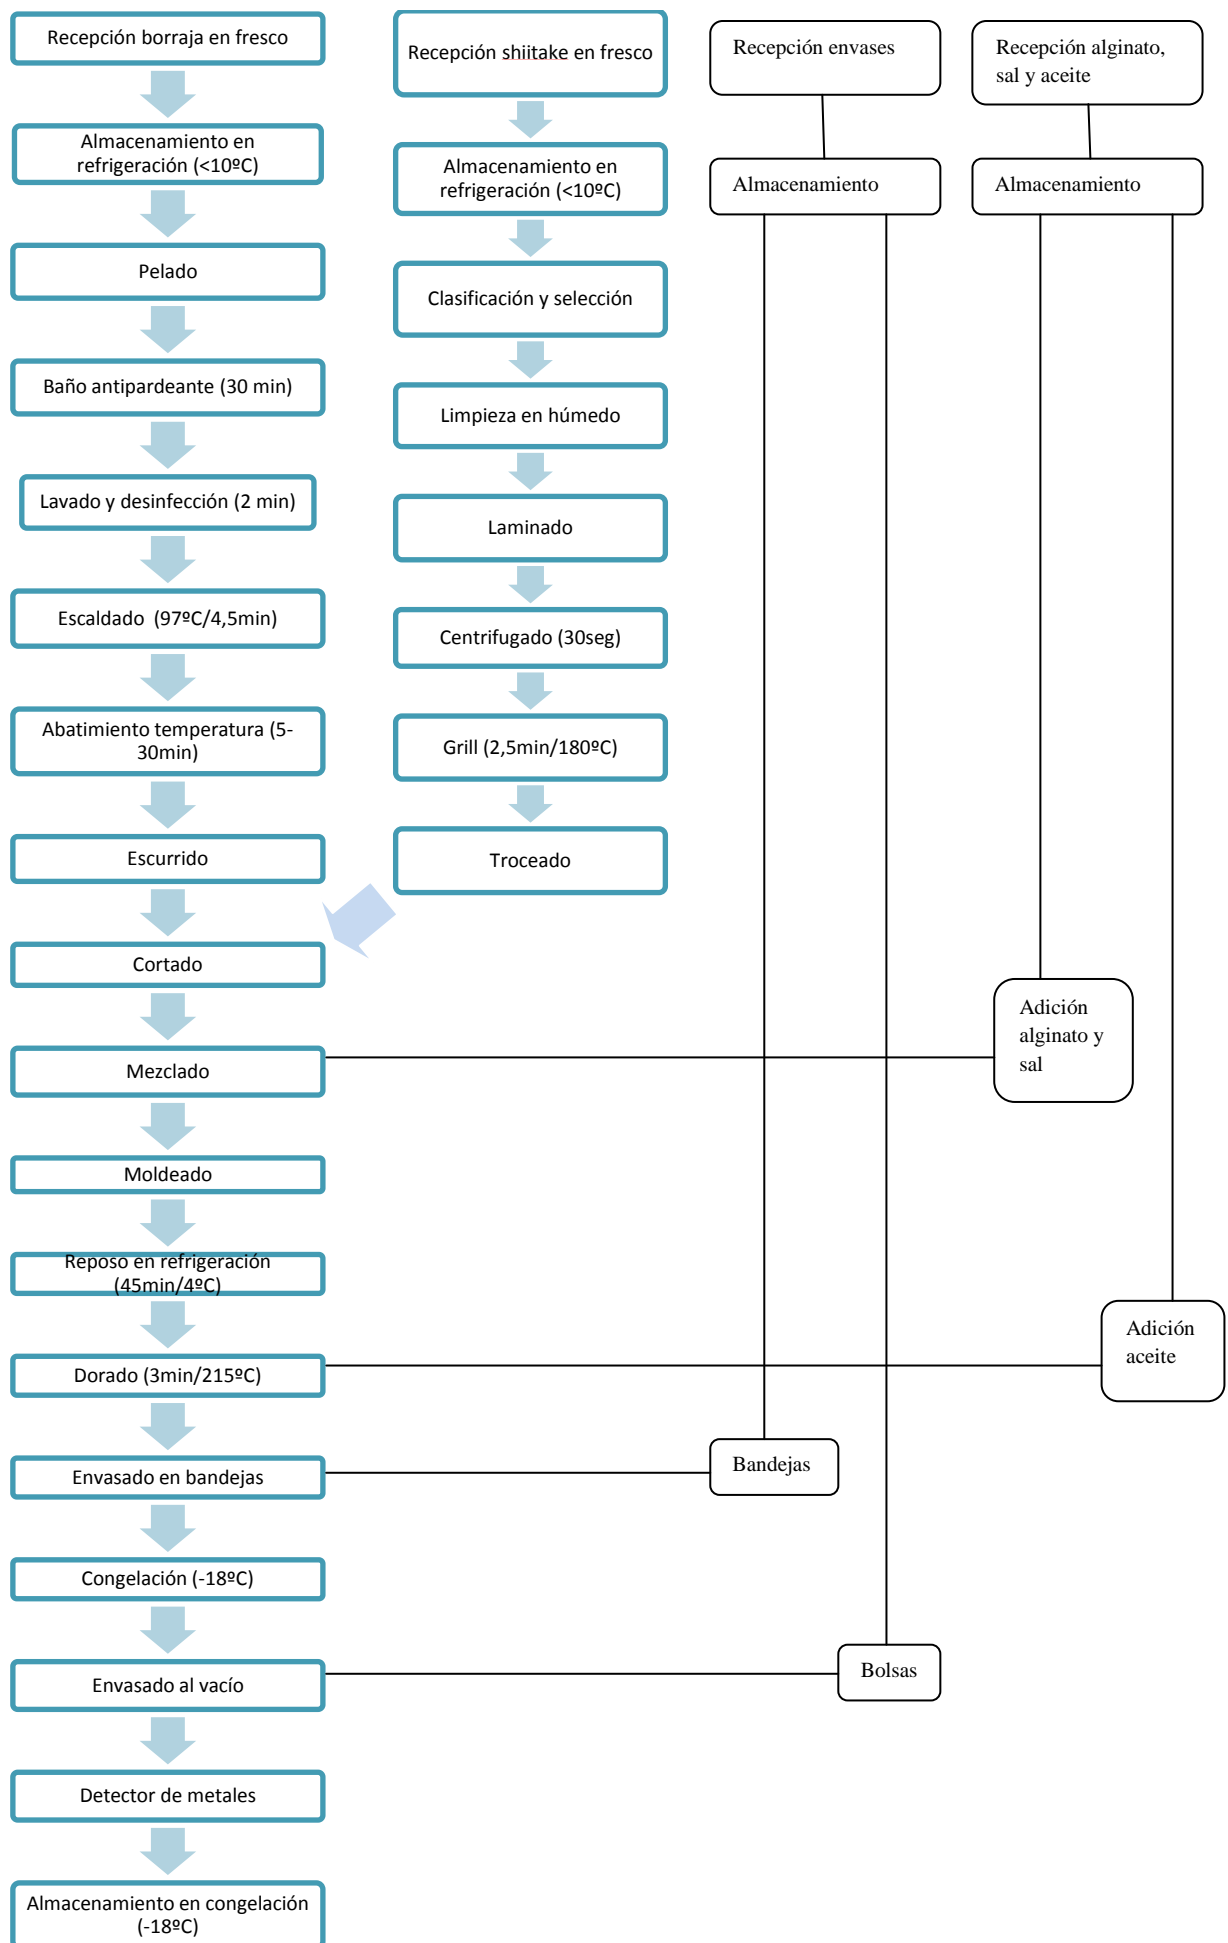 Recepción borraja en fresco
Almacenamiento en
refrigeración (<10ºC)
Pelado
Baño antipardeante (30 min)
Lavado y desinfección (2 min)
Escaldado (97ºC/4,5min)
Abatimiento temperatura (5-
30min)
Escurrido
Cortado
Mezclado
Moldeado
Reposo en refrigeración
(45min/4ºC)
Dorado (3min/215ºC)
Envasado en bandejas
Congelación (-18ºC)
Envasado al vacío
Detector de metales
Almacenamiento en congelación
(-18ºC)
Recepción shiitake en fresco
Almacenamiento en
refrigeración (<10ºC)
Clasificación y selección
Limpieza en húmedo
Laminado
Centrifugado (30seg)
Grill (2,5min/180ºC)
Troceado
Recepción envases
Almacenamiento
Bandejas
Bolsas
Recepción alginato,
sal y aceite
Almacenamiento
Adición
alginato y
sal
Adición
aceite